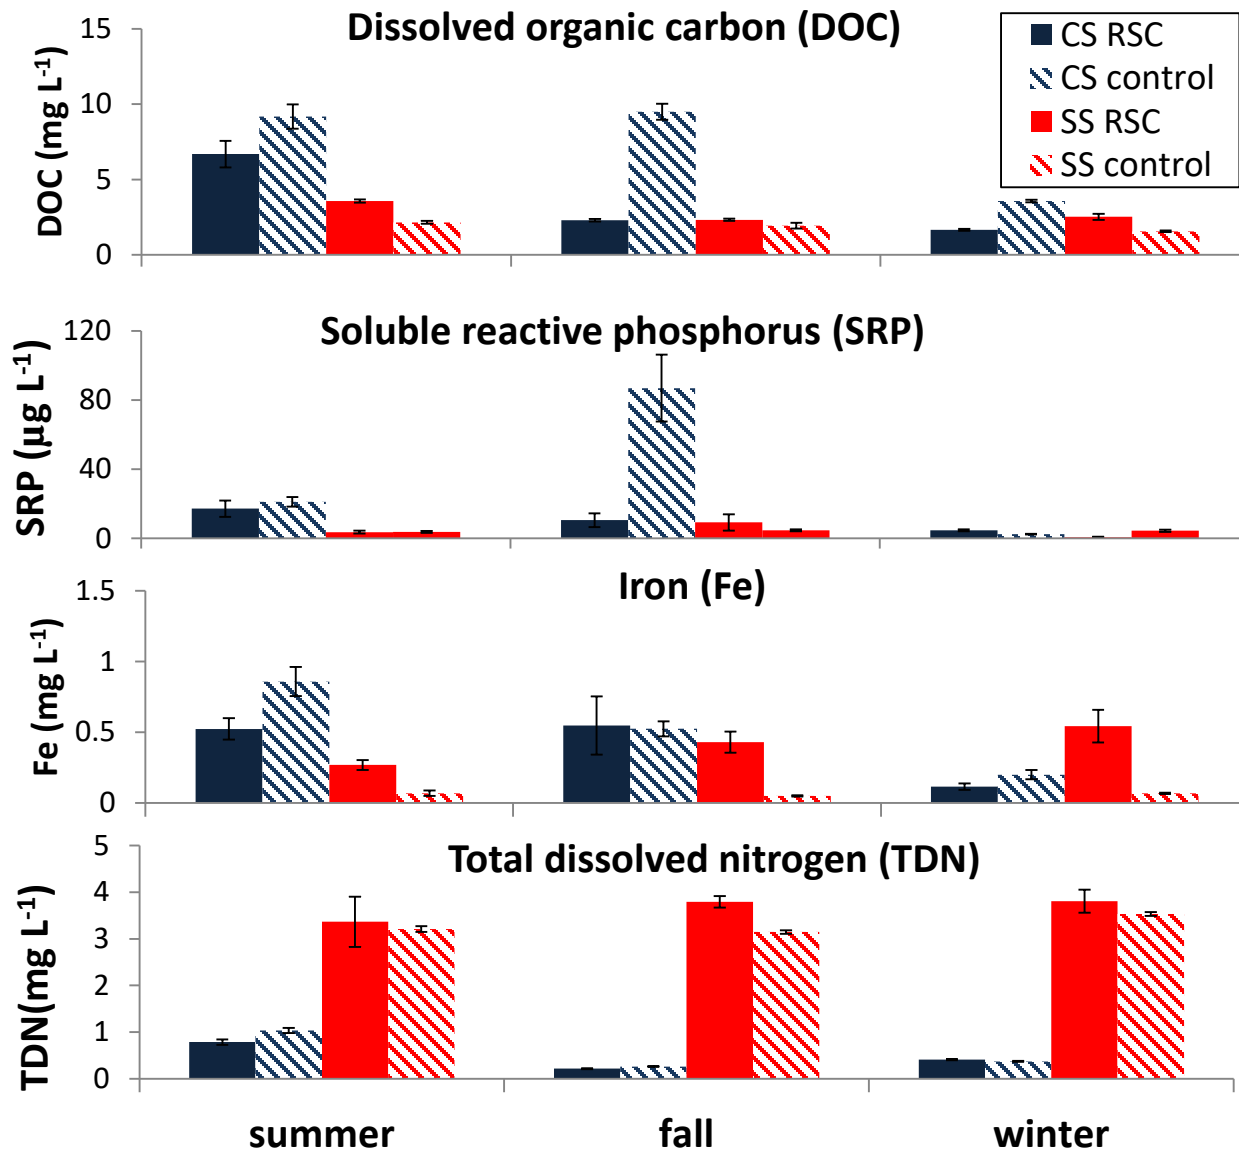 Dissolved organic carbon (DOC)
DOC (mg L⁻¹)
15
10
5
0
CS RSC
CS control
SS RSC
SS control
Soluble reactive phosphorus (SRP)
SRP (µg L⁻¹)
120
80
40
0
Iron (Fe)
Fe (mg L⁻¹)
1.5
1
0.5
0
Total dissolved nitrogen (TDN)
TDN(mg L⁻¹)
5
4
3
2
1
0
summer fall winter